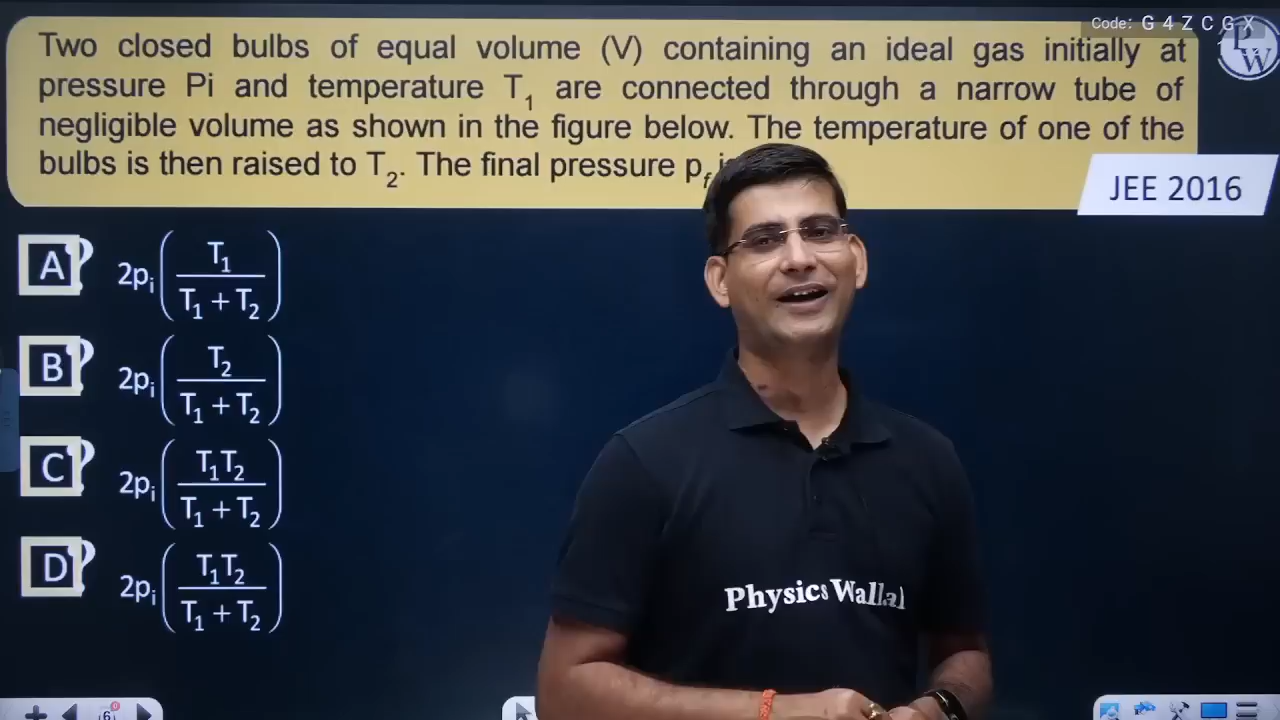 Code: G 4 Z C G X
Two closed bulbs of equal volume (V) containing an ideal gas initially at
pressure Pi and temperature T₁ are connected through a narrow tube of
negligible volume as shown in the figure below. The temperature of one of the
bulbs is then raised to T₂. The final pressure p
JEE 2016
PW
A? 2pᵢ(T₁/(T₁ + T₂))
B? 2pᵢ(T₂/(T₁ + T₂))
C? 2pᵢ(T₁T₂/(T₁ + T₂))
D? 2pᵢ(T₁T₂/(T₁ + T₂))
Physics Wallah
6